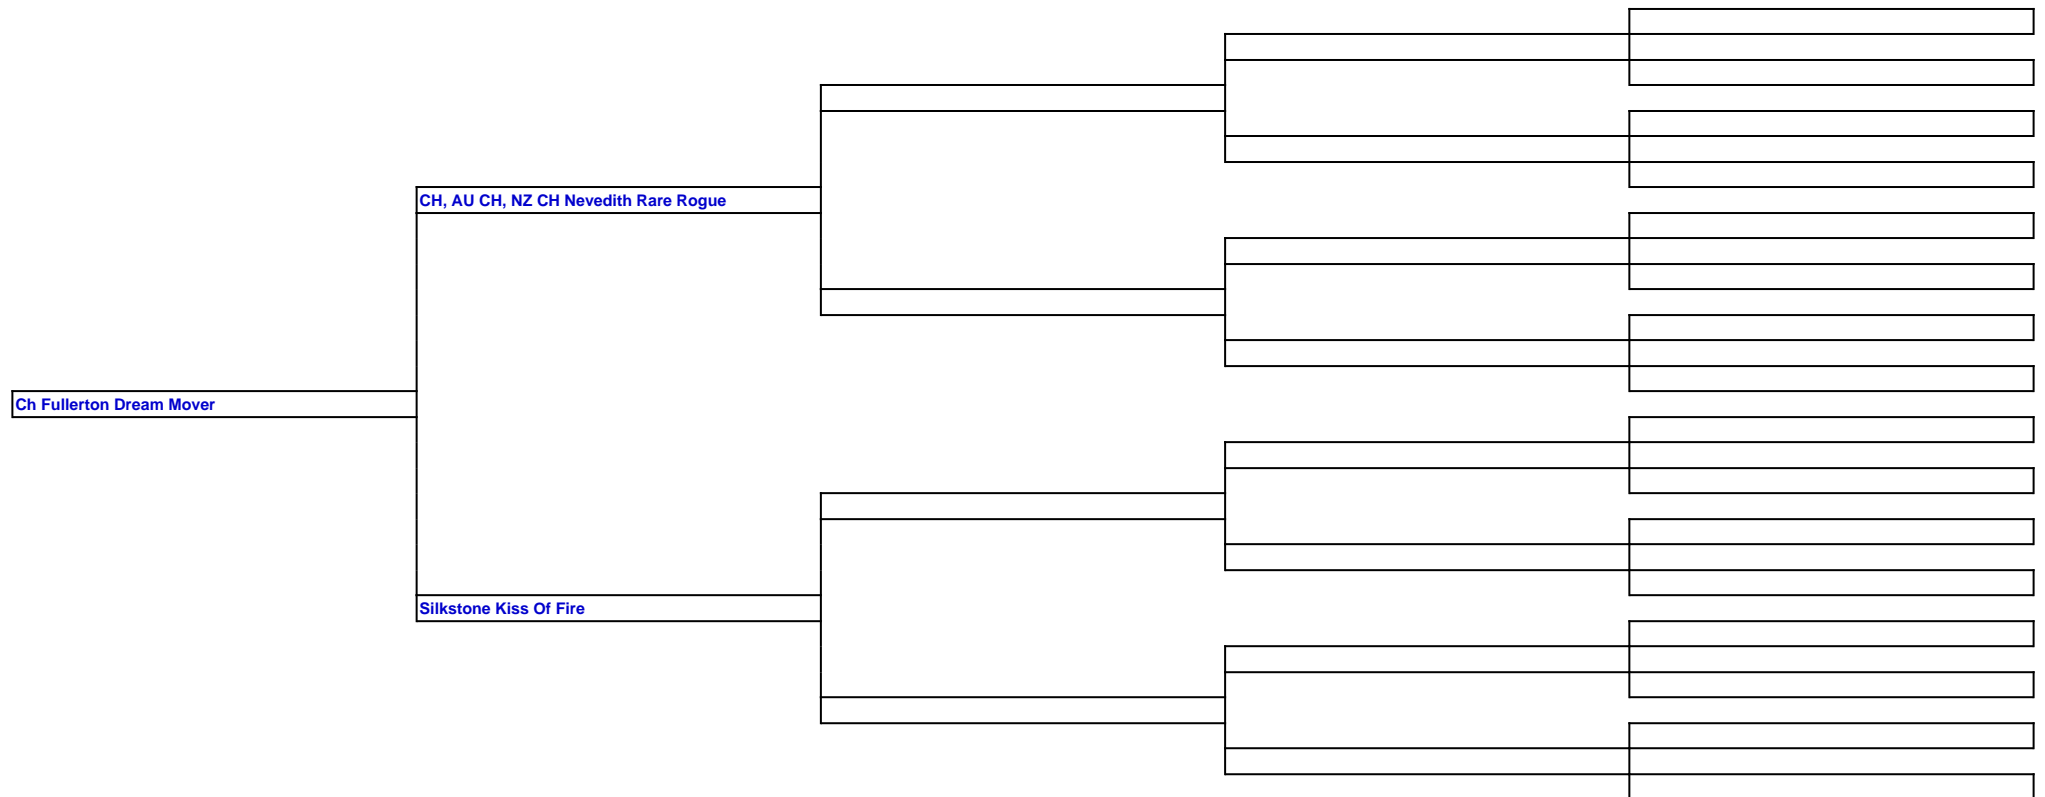 CH, AU CH, NZ CH Nevedith Rare Rogue
Ch Fullerton Dream Mover
Silkstone Kiss Of Fire